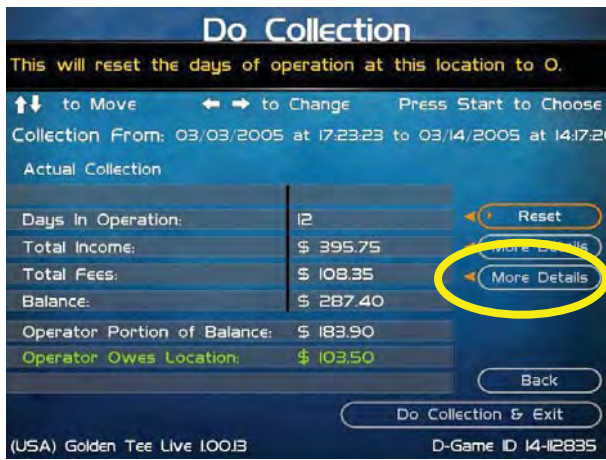 Do Collection
This will reset the days of operation at this location to 0.
to Move to Change Press Start to Choose
Collection From: 03/03/2005 at 17:23:23 to 03/14/2005 at 14:17:2
Actual Collection
Days In Operation: 12 Reset
Total Income: $ 395.75 More Details
Total Fees: $ 108.35 More Details
Balance: $ 287.40
Operator Portion of Balance: $ 183.90
Operator Owes Location: $ 103.50
Back
Do Collection & Exit
(USA) Golden Tee Live 1.00.13 D-Game ID 14-112835